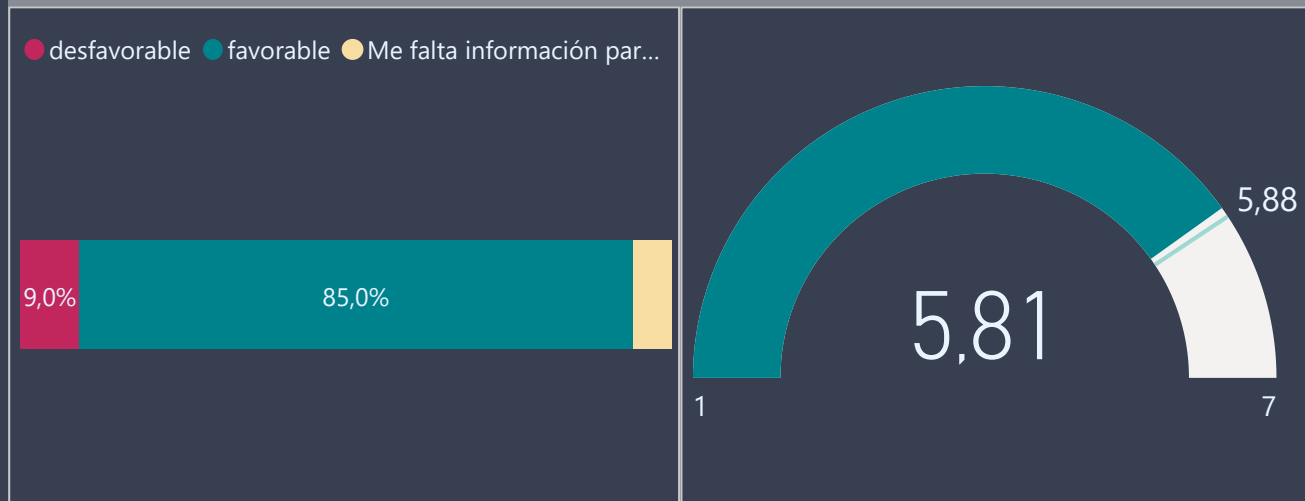 desfavorable favorable Me falta información par...
9,0% 85,0%
5,88
5,81
1 7